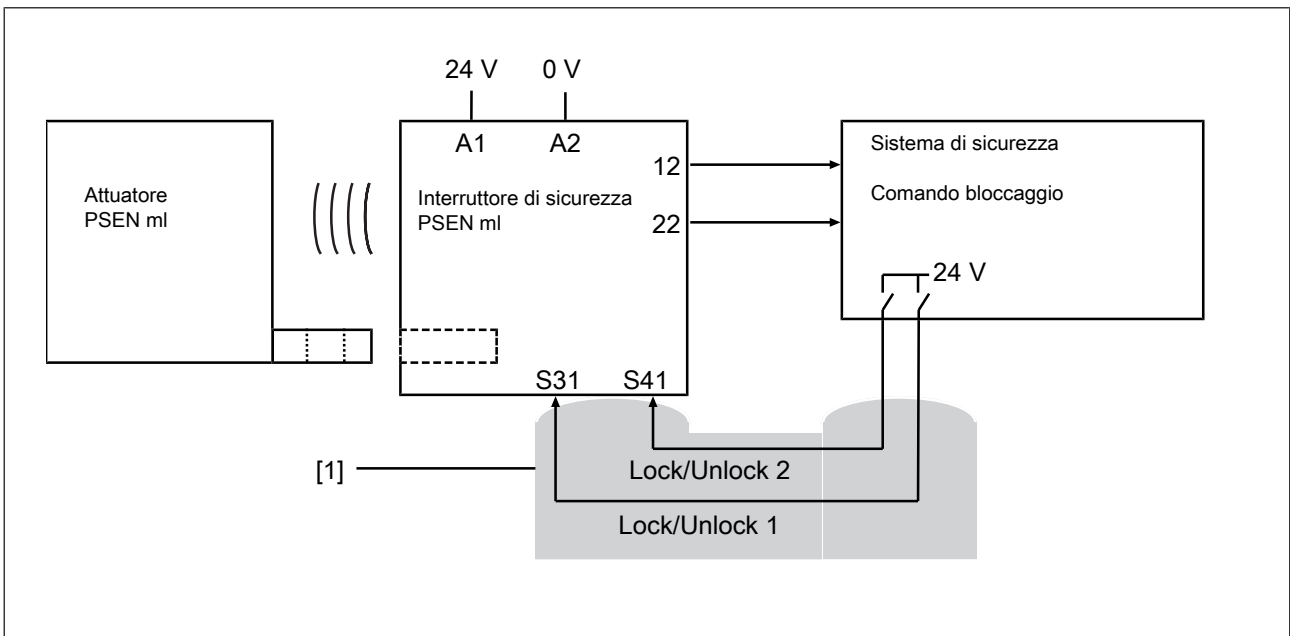 24 V 0 V
A1 A2
Attuatore
PSEN ml
Interruttore di sicurezza
PSEN ml
12
22
Sistema di sicurezza
Comando bloccaggio
24 V
S31 S41
[1]
Lock/Unlock 2
Lock/Unlock 1